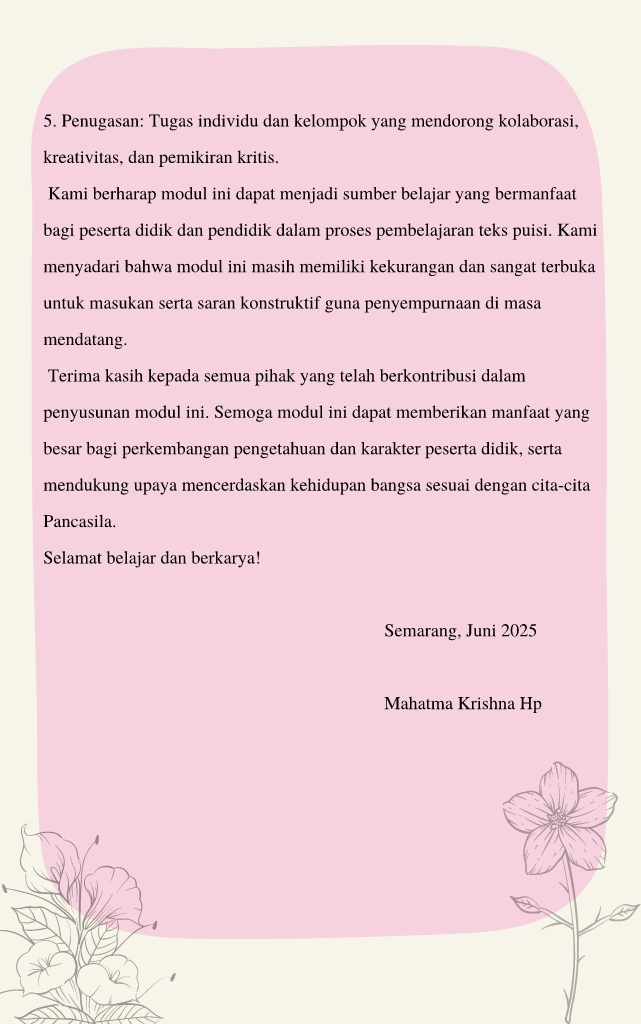 5. Penugasan: Tugas individu dan kelompok yang mendorong kolaborasi,
kreativitas, dan pemikiran kritis.
Kami berharap modul ini dapat menjadi sumber belajar yang bermanfaat
bagi peserta didik dan pendidik dalam proses pembelajaran teks puisi. Kami
menyadari bahwa modul ini masih memiliki kekurangan dan sangat terbuka
untuk masukan serta saran konstruktif guna penyempurnaan di masa
mendatang.
Terima kasih kepada semua pihak yang telah berkontribusi dalam
penyusunan modul ini. Semoga modul ini dapat memberikan manfaat yang
besar bagi perkembangan pengetahuan dan karakter peserta didik, serta
mendukung upaya mencerdaskan kehidupan bangsa sesuai dengan cita-cita
Pancasila.
Selamat belajar dan berkarya!
Semarang, Juni 2025
Mahatma Krishna Hp